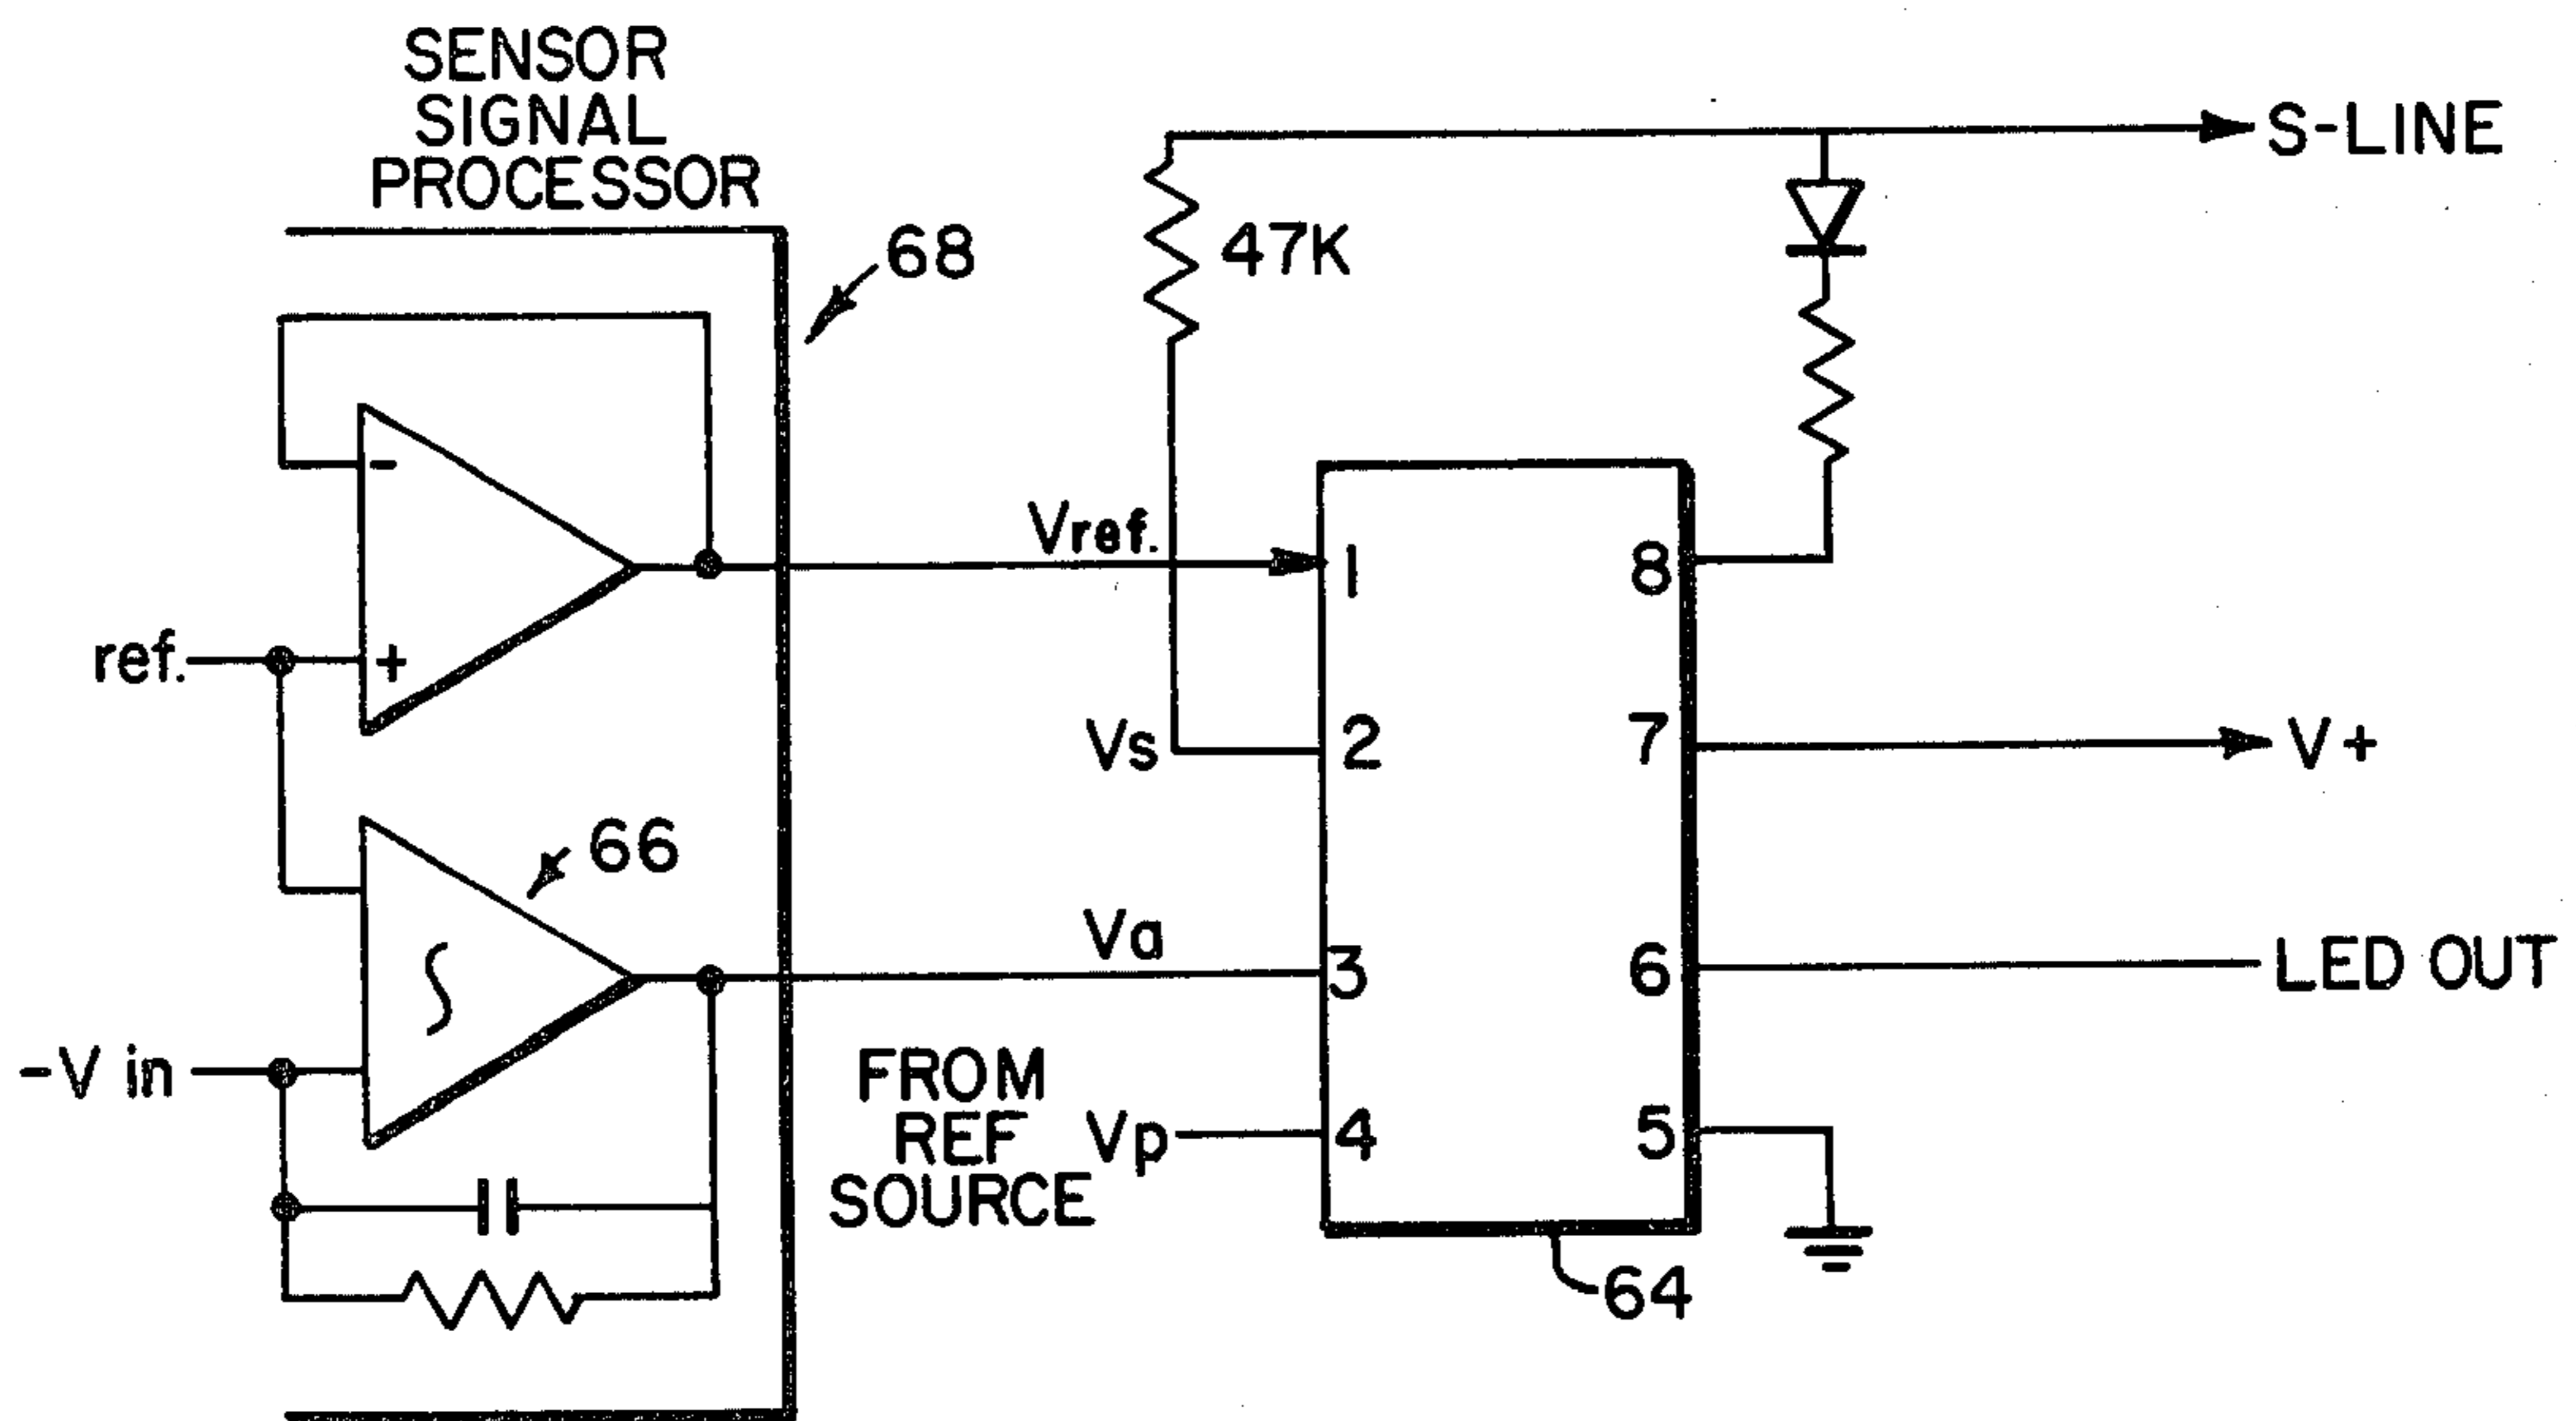 SENSOR
SIGNAL
PROCESSOR
68
47K
S-LINE
-
+
ref.
Vref.
1
8
Vs
2
7
V+
66
∫
Va
3
6
LED OUT
-V in
FROM
REF
SOURCE
Vp
4
5
64